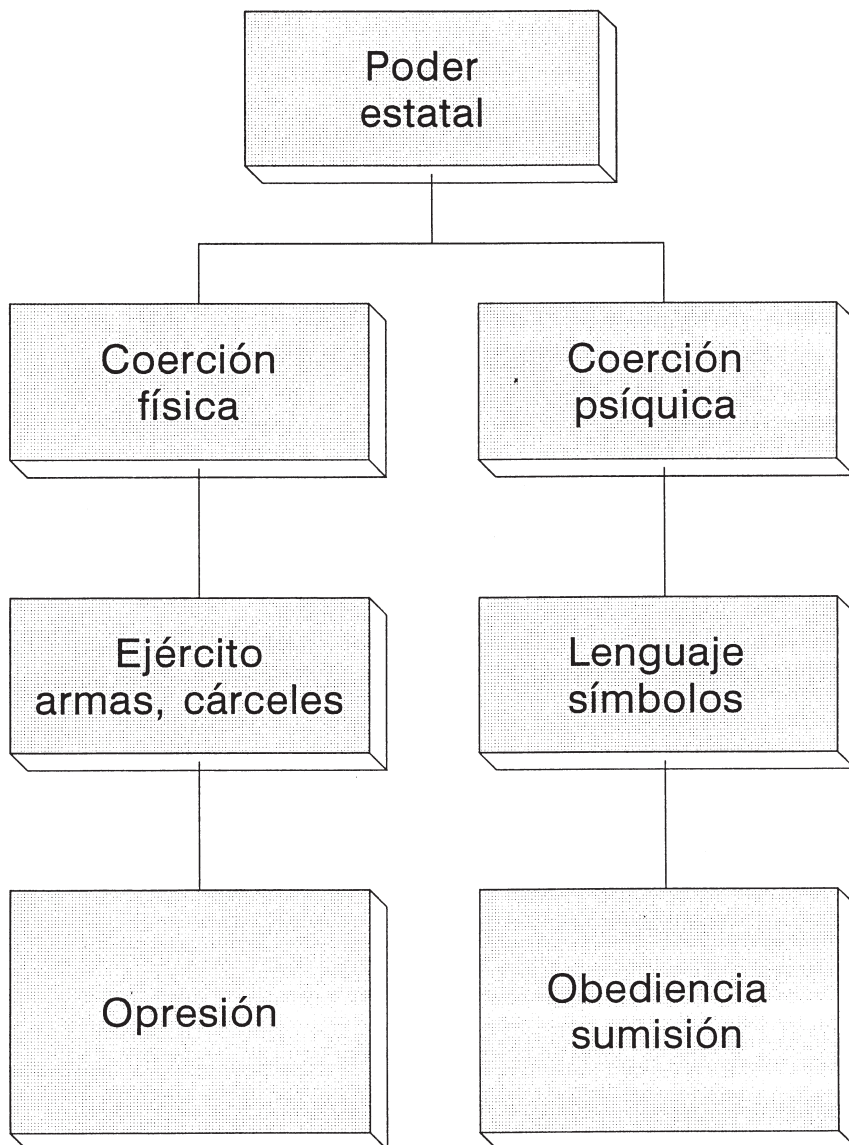 Poder
estatal
Coerción
física
Coerción
psíquica
Ejército
armas, cárceles
Lenguaje
símbolos
Opresión
Obediencia
sumisión